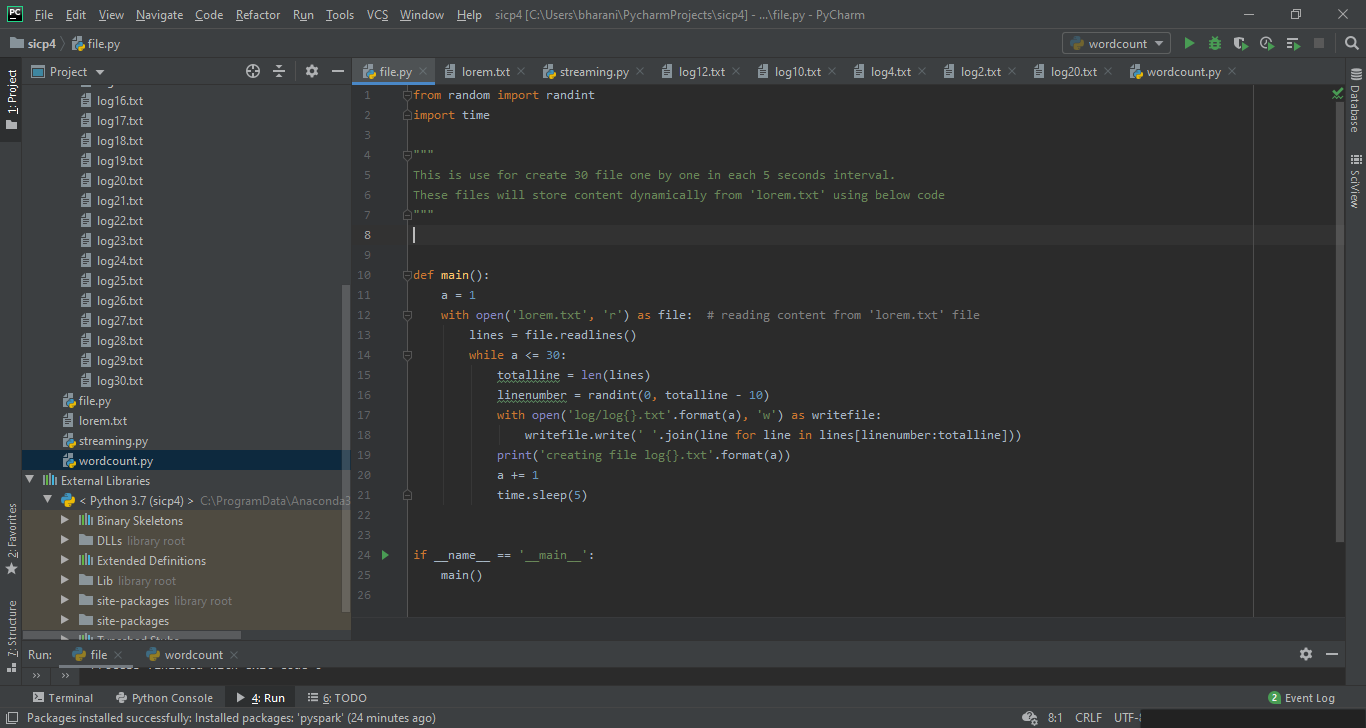 PC File Edit View Navigate Code Refactor Run Tools VCS Window Help sicp4 [C:\Users\bharani\PycharmProjects\sicp4] - ...\file.py - PyCharm
sicp4 file.py wordcount
1: Project
Project
file.py lorem.txt streaming.py log12.txt log10.txt log4.txt log2.txt log20.txt wordcount.py
log16.txt
log17.txt
log18.txt
log19.txt
log20.txt
log21.txt
log22.txt
log23.txt
log24.txt
log25.txt
log26.txt
log27.txt
log28.txt
log29.txt
log30.txt
file.py
lorem.txt
streaming.py
wordcount.py
External Libraries
< Python 3.7 (sicp4) > C:\ProgramData\Anaconda3
Binary Skeletons
DLLs library root
Extended Definitions
Lib library root
site-packages library root
site-packages
Typeshed Stubs
1 from random import randint
2 import time
3
4 """
5 This is use for create 30 file one by one in each 5 seconds interval.
6 These files will store content dynamically from 'lorem.txt' using below code
7 """
8
9
10 def main():
11 a = 1
12 with open('lorem.txt', 'r') as file: # reading content from 'lorem.txt' file
13 lines = file.readlines()
14 while a <= 30:
15 totalline = len(lines)
16 linenumber = randint(0, totalline - 10)
17 with open('log/log{}.txt'.format(a), 'w') as writefile:
18 writefile.write(' '.join(line for line in lines[linenumber:totalline]))
19 print('creating file log{}.txt'.format(a))
20 a += 1
21 time.sleep(5)
22
23
24 if __name__ == '__main__':
25 main()
26
Database
SciView
2: Favorites
7: Structure
Run: file wordcount
Terminal Python Console 4: Run 6: TODO 2 Event Log
Packages installed successfully: Installed packages: 'pyspark' (24 minutes ago) 8:1 CRLF UTF-